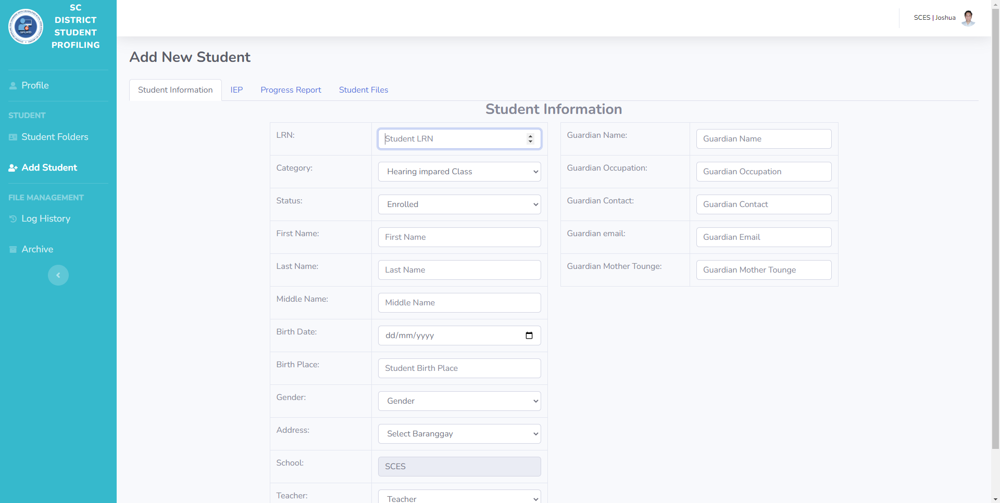 SC
DISTRICT
STUDENT
PROFILING
SPLWD
SCES | Joshua
Profile
STUDENT
Student Folders
Add Student
FILE MANAGEMENT
Log History
Archive
Add New Student
Student Information
IEP
Progress Report
Student Files
Student Information
LRN:
Student LRN
Category:
Hearing impared Class
Status:
Enrolled
First Name:
First Name
Last Name:
Last Name
Middle Name:
Middle Name
Birth Date:
dd/mm/yyyy
Birth Place:
Student Birth Place
Gender:
Gender
Address:
Select Baranggay
School:
SCES
Teacher:
Teacher
Guardian Name:
Guardian Name
Guardian Occupation:
Guardian Occupation
Guardian Contact:
Guardian Contact
Guardian email:
Guardian Email
Guardian Mother Tounge:
Guardian Mother Tounge